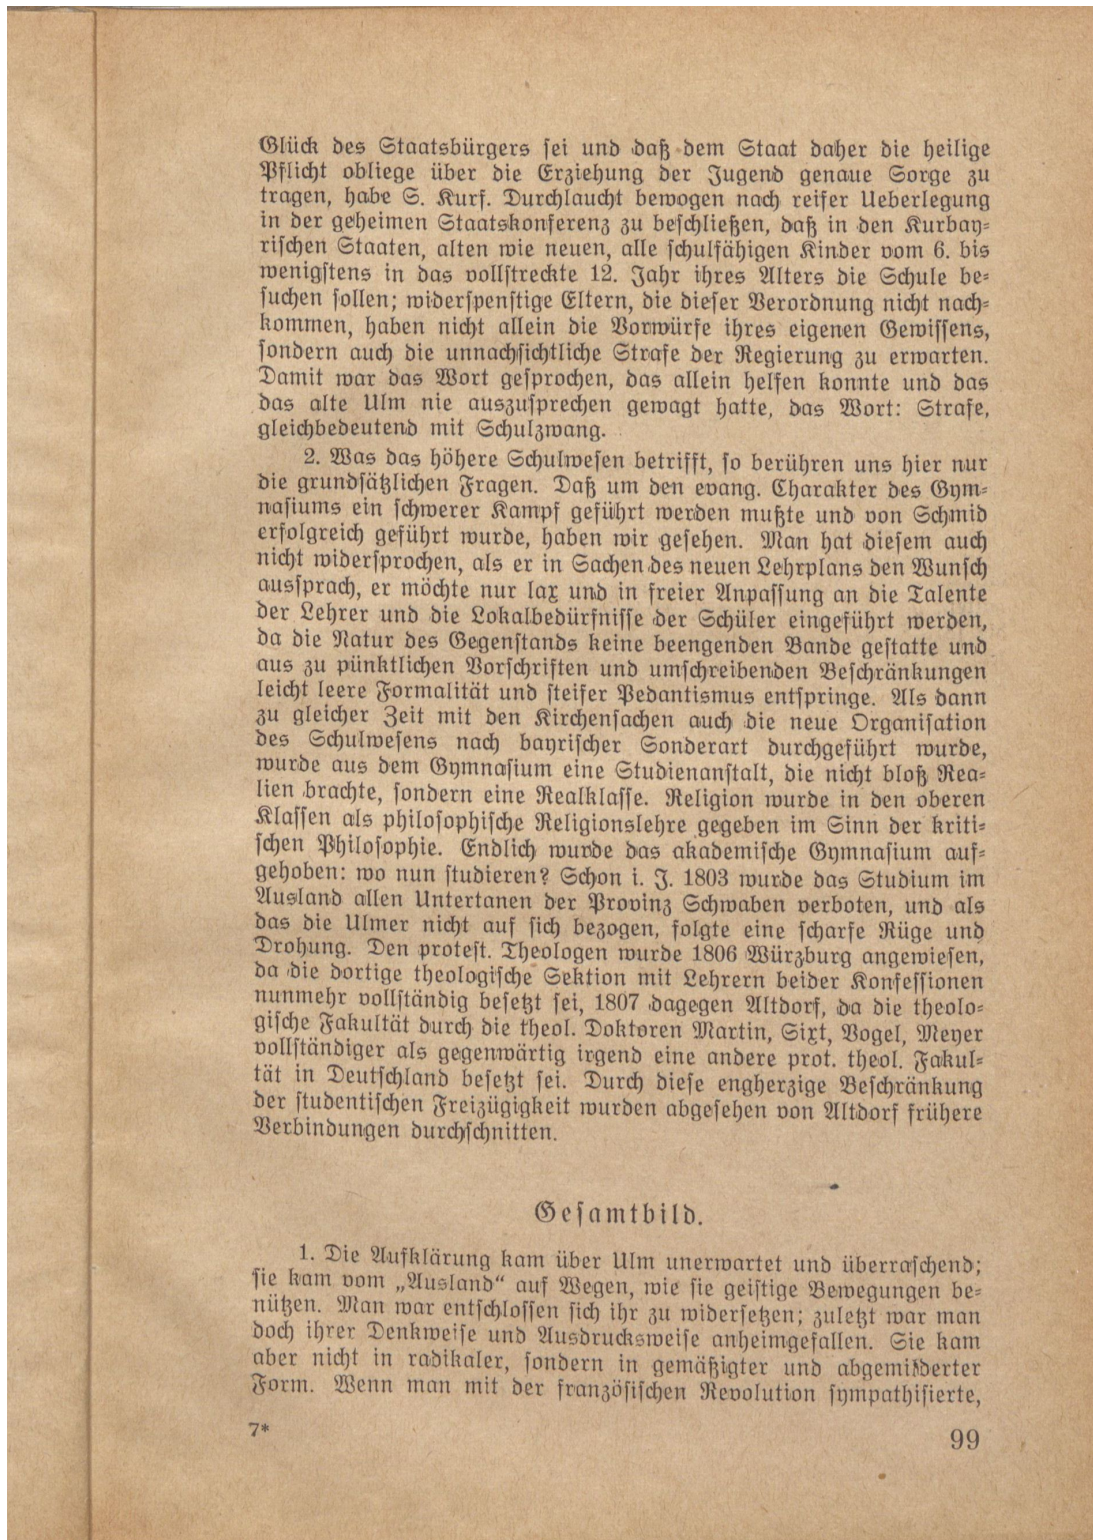 Glück des Staatsbürgers sei und daß dem Staat daher die heilige
Pflicht obliege über die Erziehung der Jugend genaue Sorge zu
tragen, habe S. Kurf. Durchlaucht bewogen nach reifer Ueberlegung
in der geheimen Staatskonferenz zu beschließen, daß in den Kurbay-
rischen Staaten, alten wie neuen, alle schulfähigen Kinder vom 6. bis
wenigstens in das vollstreckte 12. Jahr ihres Alters die Schule be-
suchen sollen; widerspenstige Eltern, die dieser Verordnung nicht nach-
kommen, haben nicht allein die Vorwürfe ihres eigenen Gewissens,
sondern auch die unnachsichtliche Strafe der Regierung zu erwarten.
Damit war das Wort gesprochen, das allein helfen konnte und das
das alte Ulm nie auszusprechen gewagt hatte, das Wort: Strafe,
gleichbedeutend mit Schulzwang.
2. Was das höhere Schulwesen betrifft, so berühren uns hier nur
die grundsätzlichen Fragen. Daß um den evang. Charakter des Gym-
nasiums ein schwerer Kampf geführt werden mußte und von Schmid
erfolgreich geführt wurde, haben wir gesehen. Man hat diesem auch
nicht widersprochen, als er in Sachen des neuen Lehrplans den Wunsch
aussprach, er möchte nur lax und in freier Anpassung an die Talente
der Lehrer und die Lokalbedürfnisse der Schüler eingeführt werden,
da die Natur des Gegenstands keine beengenden Bande gestatte und
aus zu pünktlichen Vorschriften und umschreibenden Beschränkungen
leicht leere Formalität und steifer Pedantismus entspringe. Als dann
zu gleicher Zeit mit den Kirchensachen auch die neue Organisation
des Schulwesens nach bayrischer Sonderart durchgeführt wurde,
wurde aus dem Gymnasium eine Studienanstalt, die nicht bloß Rea-
lien brachte, sondern eine Realklasse. Religion wurde in den oberen
Klassen als philosophische Religionslehre gegeben im Sinn der kriti-
schen Philosophie. Endlich wurde das akademische Gymnasium auf-
gehoben: wo nun studieren? Schon i. J. 1803 wurde das Studium im
Ausland allen Untertanen der Provinz Schwaben verboten, und als
das die Ulmer nicht auf sich bezogen, folgte eine scharfe Rüge und
Drohung. Den protest. Theologen wurde 1806 Würzburg angewiesen,
da die dortige theologische Sektion mit Lehrern beider Konfessionen
nunmehr vollständig besetzt sei, 1807 dagegen Altdorf, da die theolo-
gische Fakultät durch die theol. Doktoren Martin, Sixt, Vogel, Meyer
vollständiger als gegenwärtig irgend eine andere prot. theol. Fakul-
tät in Deutschland besetzt sei. Durch diese engherzige Beschränkung
der studentischen Freizügigkeit wurden abgesehen von Altdorf frühere
Verbindungen durchschnitten.
Gesamtbild.
1. Die Aufklärung kam über Ulm unerwartet und überraschend;
sie kam vom „Ausland“ auf Wegen, wie sie geistige Bewegungen be-
nützen. Man war entschlossen sich ihr zu widersetzen; zuletzt war man
doch ihrer Denkweise und Ausdrucksweise anheimgefallen. Sie kam
aber nicht in radikaler, sondern in gemäßigter und abgemilderter
Form. Wenn man mit der französischen Revolution sympathisierte,
7*
99